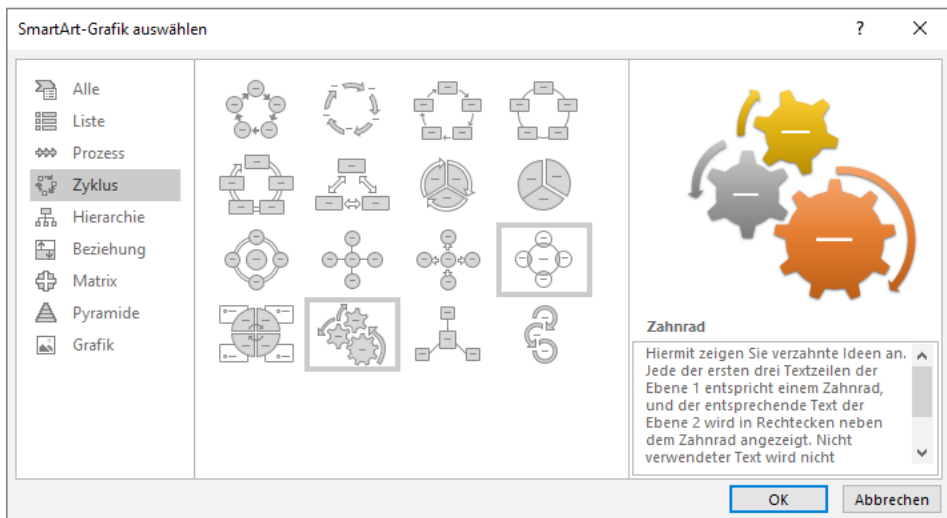 SmartArt-Grafik auswählen
?
Alle
Liste
Prozess
Zyklus
Hierarchie
Beziehung
Matrix
Pyramide
Grafik
Zahnrad
Hiermit zeigen Sie verzahnte Ideen an.
Jede der ersten drei Textzeilen der
Ebene 1 entspricht einem Zahnrad,
und der entsprechende Text der
Ebene 2 wird in Rechtecken neben
dem Zahnrad angezeigt. Nicht
verwendeter Text wird nicht
OK
Abbrechen